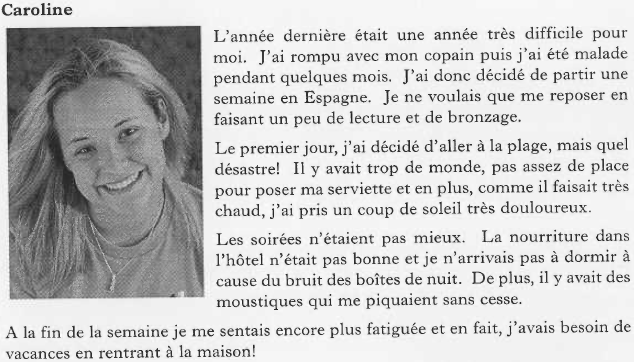 Caroline
L'année dernière était une année très difficile pour
moi. J'ai rompu avec mon copain puis j'ai été malade
pendant quelques mois. J'ai donc décidé de partir une
semaine en Espagne. Je ne voulais que me reposer en
faisant un peu de lecture et de bronzage.
Le premier jour, j'ai décidé d'aller à la plage, mais quel
désastre! Il y avait trop de monde, pas assez de place
pour poser ma serviette et en plus, comme il faisait très
chaud, j'ai pris un coup de soleil très douloureux.
Les soirées n'étaient pas mieux. La nourriture dans
l'hôtel n'était pas bonne et je n'arrivais pas à dormir à
cause du bruit des boîtes de nuit. De plus, il y avait des
moustiques qui me piquaient sans cesse.
A la fin de la semaine je me sentais encore plus fatiguée et en fait, j'avais besoin de
vacances en rentrant à la maison!